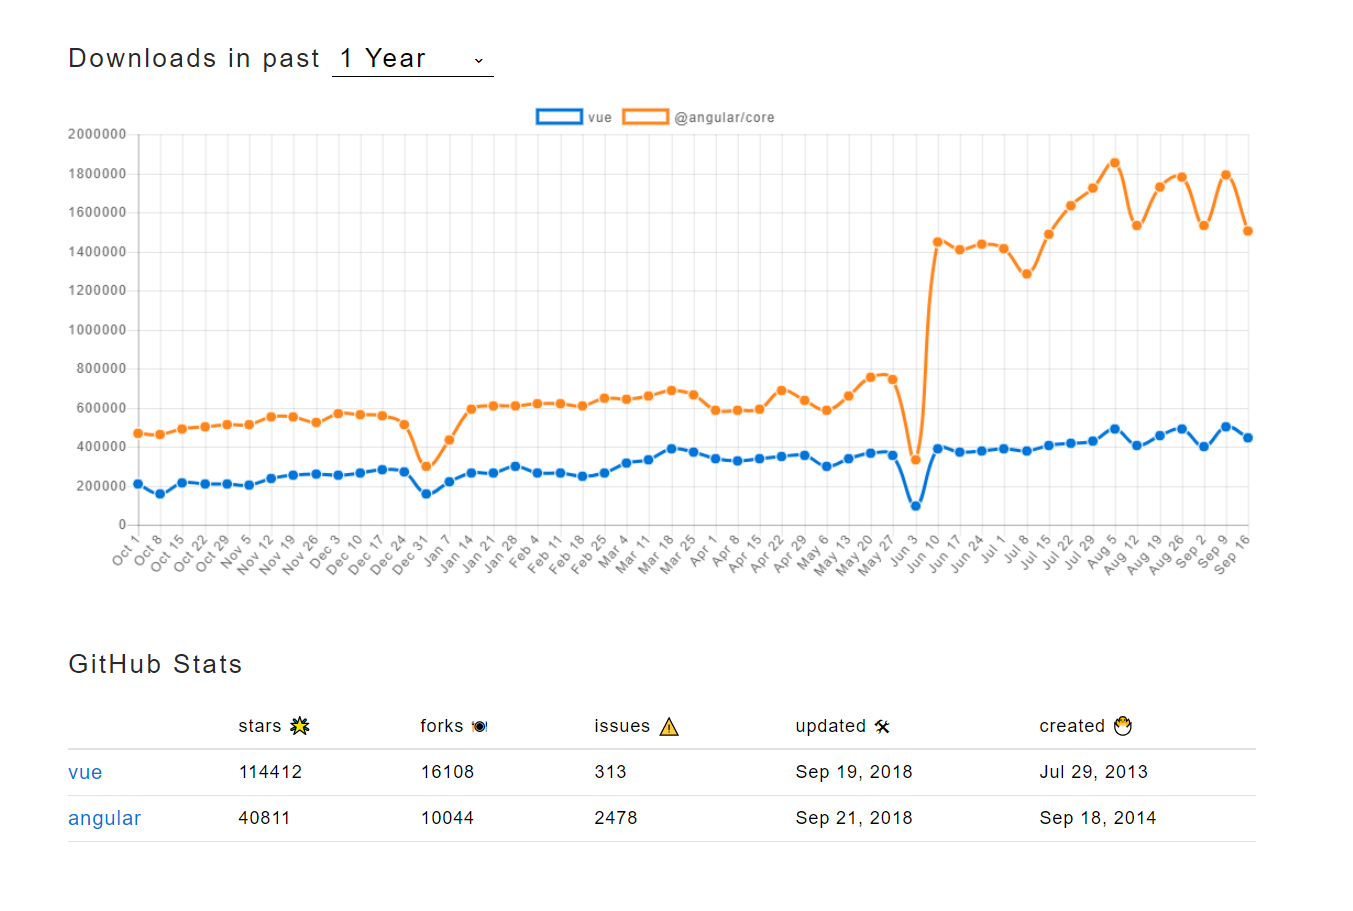 Downloads in past 1 Year
vue @angular/core
2000000
1800000
1600000
1400000
1200000
1000000
800000
600000
400000
200000
0
Oct 1 Oct 8 Oct 15 Oct 22 Oct 29 Nov 5 Nov 12 Nov 19 Nov 26 Dec 3 Dec 10 Dec 17 Dec 24 Dec 31 Jan 7 Jan 14 Jan 21 Jan 28 Feb 4 Feb 11 Feb 18 Feb 25 Mar 4 Mar 11 Mar 18 Mar 25 Apr 1 Apr 8 Apr 15 Apr 22 Apr 29 May 6 May 13 May 20 May 27 Jun 3 Jun 10 Jun 17 Jun 24 Jul 1 Jul 8 Jul 15 Jul 22 Jul 29 Aug 5 Aug 12 Aug 19 Aug 26 Sep 2 Sep 9 Sep 16
GitHub Stats
stars forks issues updated created
vue 114412 16108 313 Sep 19, 2018 Jul 29, 2013
angular 40811 10044 2478 Sep 21, 2018 Sep 18, 2014